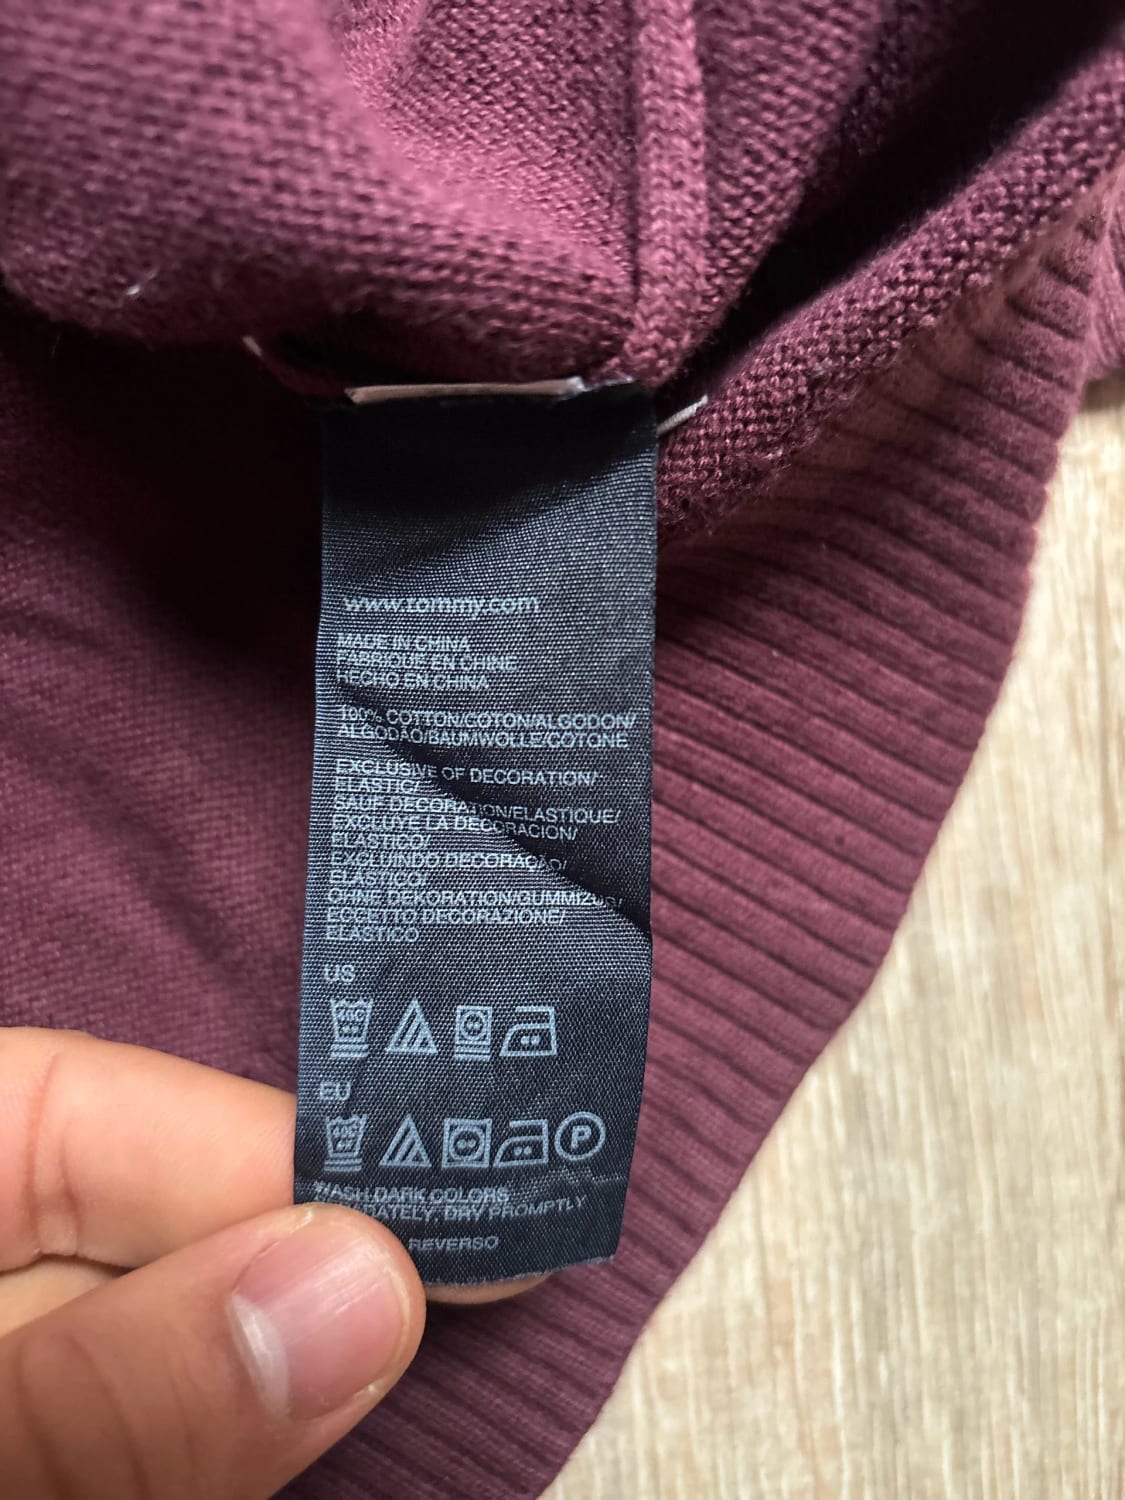 www.tommy.com
MADE IN CHINA
FABRIQUE EN CHINE
HECHO EN CHINA
100% COTTON/COTON/ALGODON/
ALGODÃO/BAUMWOLLE/COTONE
EXCLUSIVE OF DECORATION/
ELASTIC/
SAUF DECORATION/ELASTIQUE/
EXCLUYE LA DECORACION/
ELASTICO/
EXCLUINDO DECORAÇÃO/
ELASTICO/
OHNE DEKORATION/GUMMIZUG/
ECCETTO DECORAZIONE/
ELASTICO
US
EU
P
WASH DARK COLORS
DRY PROMPTLY
REVERSO